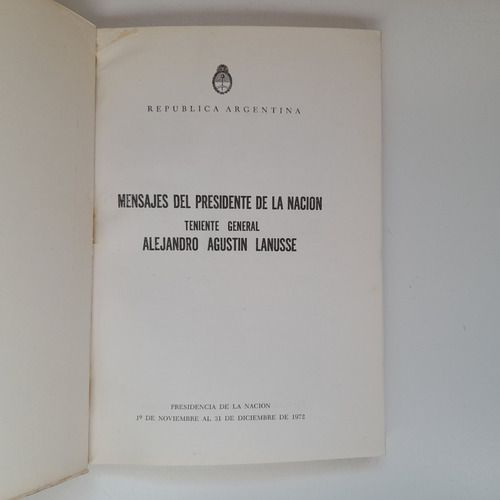 REPUBLICA ARGENTINA
MENSAJES DEL PRESIDENTE DE LA NACION
TENIENTE GENERAL
ALEJANDRO AGUSTIN LANUSSE
PRESIDENCIA DE LA NACION
1º DE NOVIEMBRE AL 31 DE DICIEMBRE DE 1972